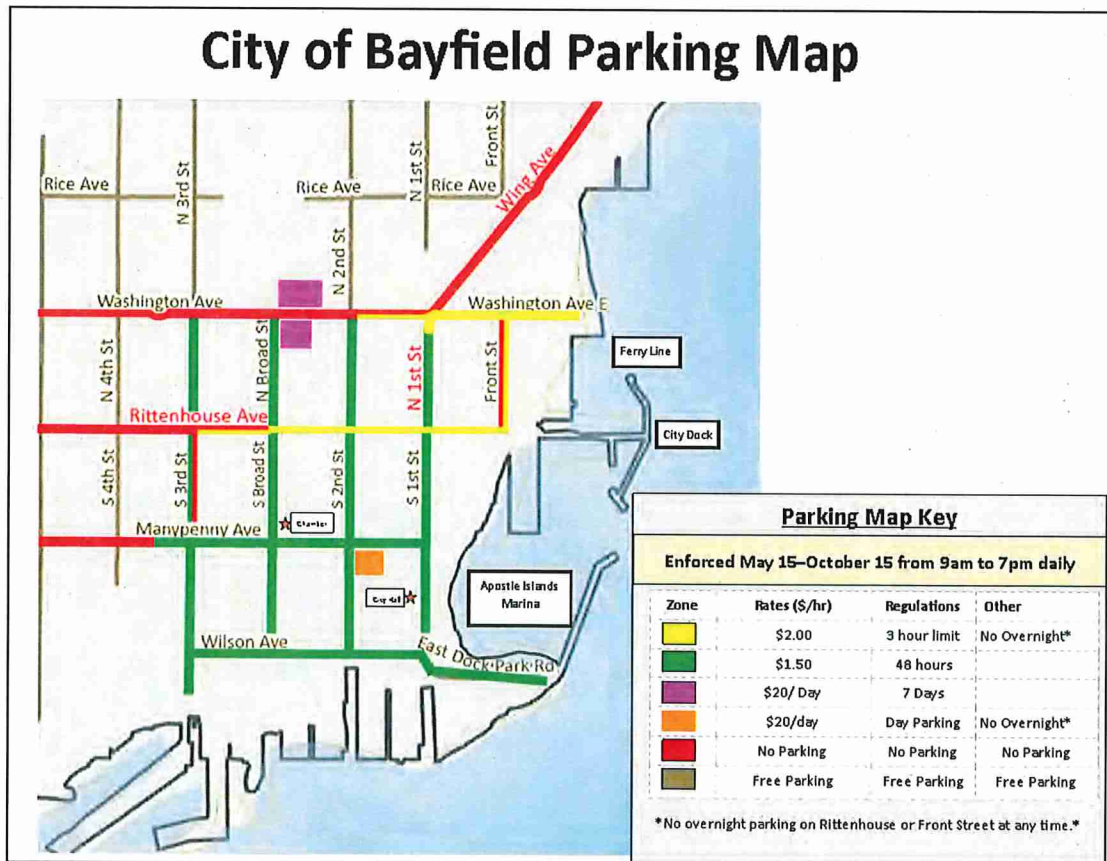 City of Bayfield Parking Map
Rice Ave
N 3rd St
Rice Ave
N 2nd St
N 1st St
Rice Ave
Front St
Wing Ave
Washington Ave
Washington Ave E
N 4th St
N Broad St
N 1st St
Front St
Ferry Line
Rittenhouse Ave
City Dock
S 4th St
S 3rd St
S Broad St
S 2nd St
S 1st St
Manypenny Ave
Chamber
City Hall
Apostle Islands
Marina
Wilson Ave
East Dock Park Rd
Parking Map Key
Enforced May 15–October 15 from 9am to 7pm daily
Zone Rates ($/hr) Regulations Other
$2.00 3 hour limit No Overnight*
$1.50 48 hours
$20/ Day 7 Days
$20/day Day Parking No Overnight*
No Parking No Parking No Parking
Free Parking Free Parking Free Parking
*No overnight parking on Rittenhouse or Front Street at any time.*